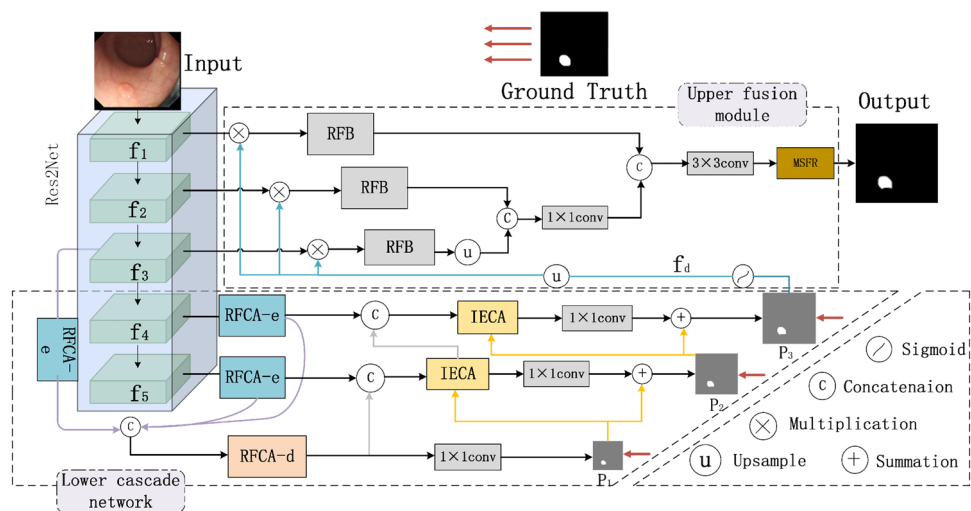 Input
Ground Truth
Upper fusion
module
Output
Res2Net
f1
RFB
3×3conv
MSFR
C
f2
RFB
C
1×1conv
f3
RFB
u
u
fd
f4
RFCA-e
C
IECA
1×1conv
P3
RFCA-
e
f5
RFCA-e
C
IECA
1×1conv
P2
C
RFCA-d
1×1conv
P1
Lower cascade
network
Sigmoid
C Concatenaion
Multiplication
u Upsample
Summation